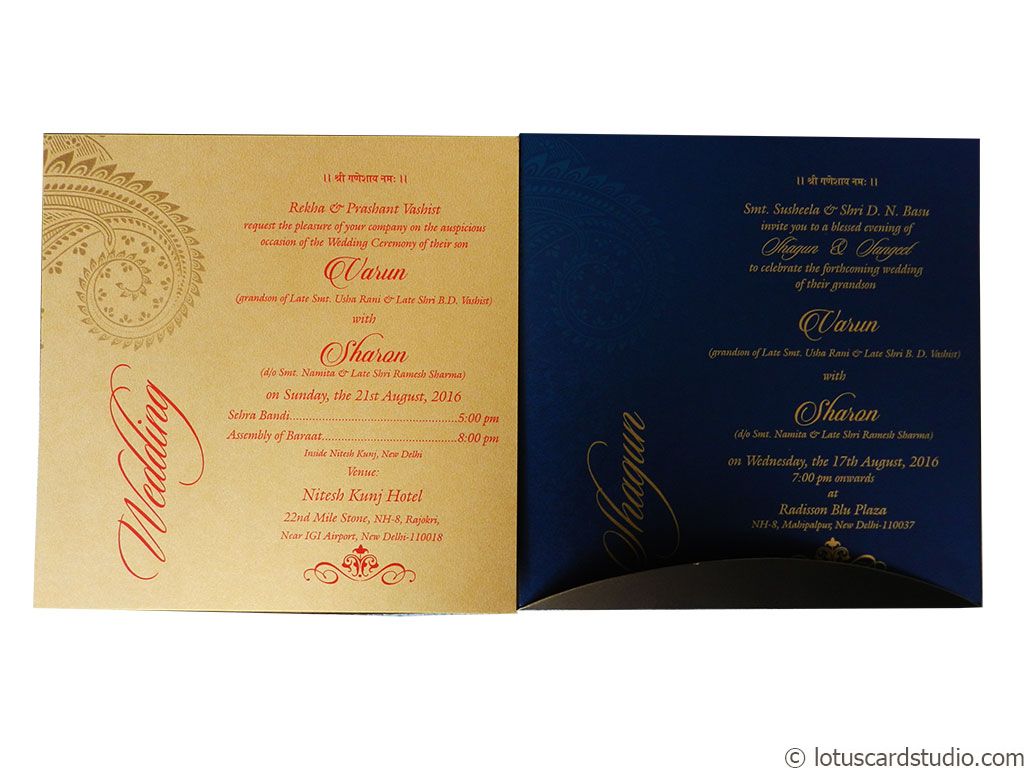 ।। श्री गणेशाय नमः ।।
Rekha & Prashant Vashist
request the pleasure of your company on the auspicious
occasion of the Wedding Ceremony of their son
Varun
(grandson of Late Smt. Usha Rani & Late Shri B.D. Vashist)
with
Sharon
(d/o Smt. Namita & Late Shri Ramesh Sharma)
on Sunday, the 21st August, 2016
Sehra Bandi..........................................................5:00 pm
Assembly of Baraat..............................................8:00 pm
Inside Nitesh Kunj, New Delhi
Venue:
Nitesh Kunj Hotel
22nd Mile Stone, NH-8, Rajokri,
Near IGI Airport, New Delhi-110018
Wedding
।। श्री गणेशाय नमः ।।
Smt. Susheela & Shri D. N. Basu
invite you to a blessed evening of
Shagun & Sangeet
to celebrate the forthcoming wedding
of their grandson
Varun
(grandson of Late Smt. Usha Rani & Late Shri B. D. Vashist)
with
Sharon
(d/o Smt. Namita & Late Shri Ramesh Sharma)
on Wednesday, the 17th August, 2016
7:00 pm onwards
at
Radisson Blu Plaza
NH-8, Mahipalpur, New Delhi-110037
Shagun
© lotuscardstudio.com